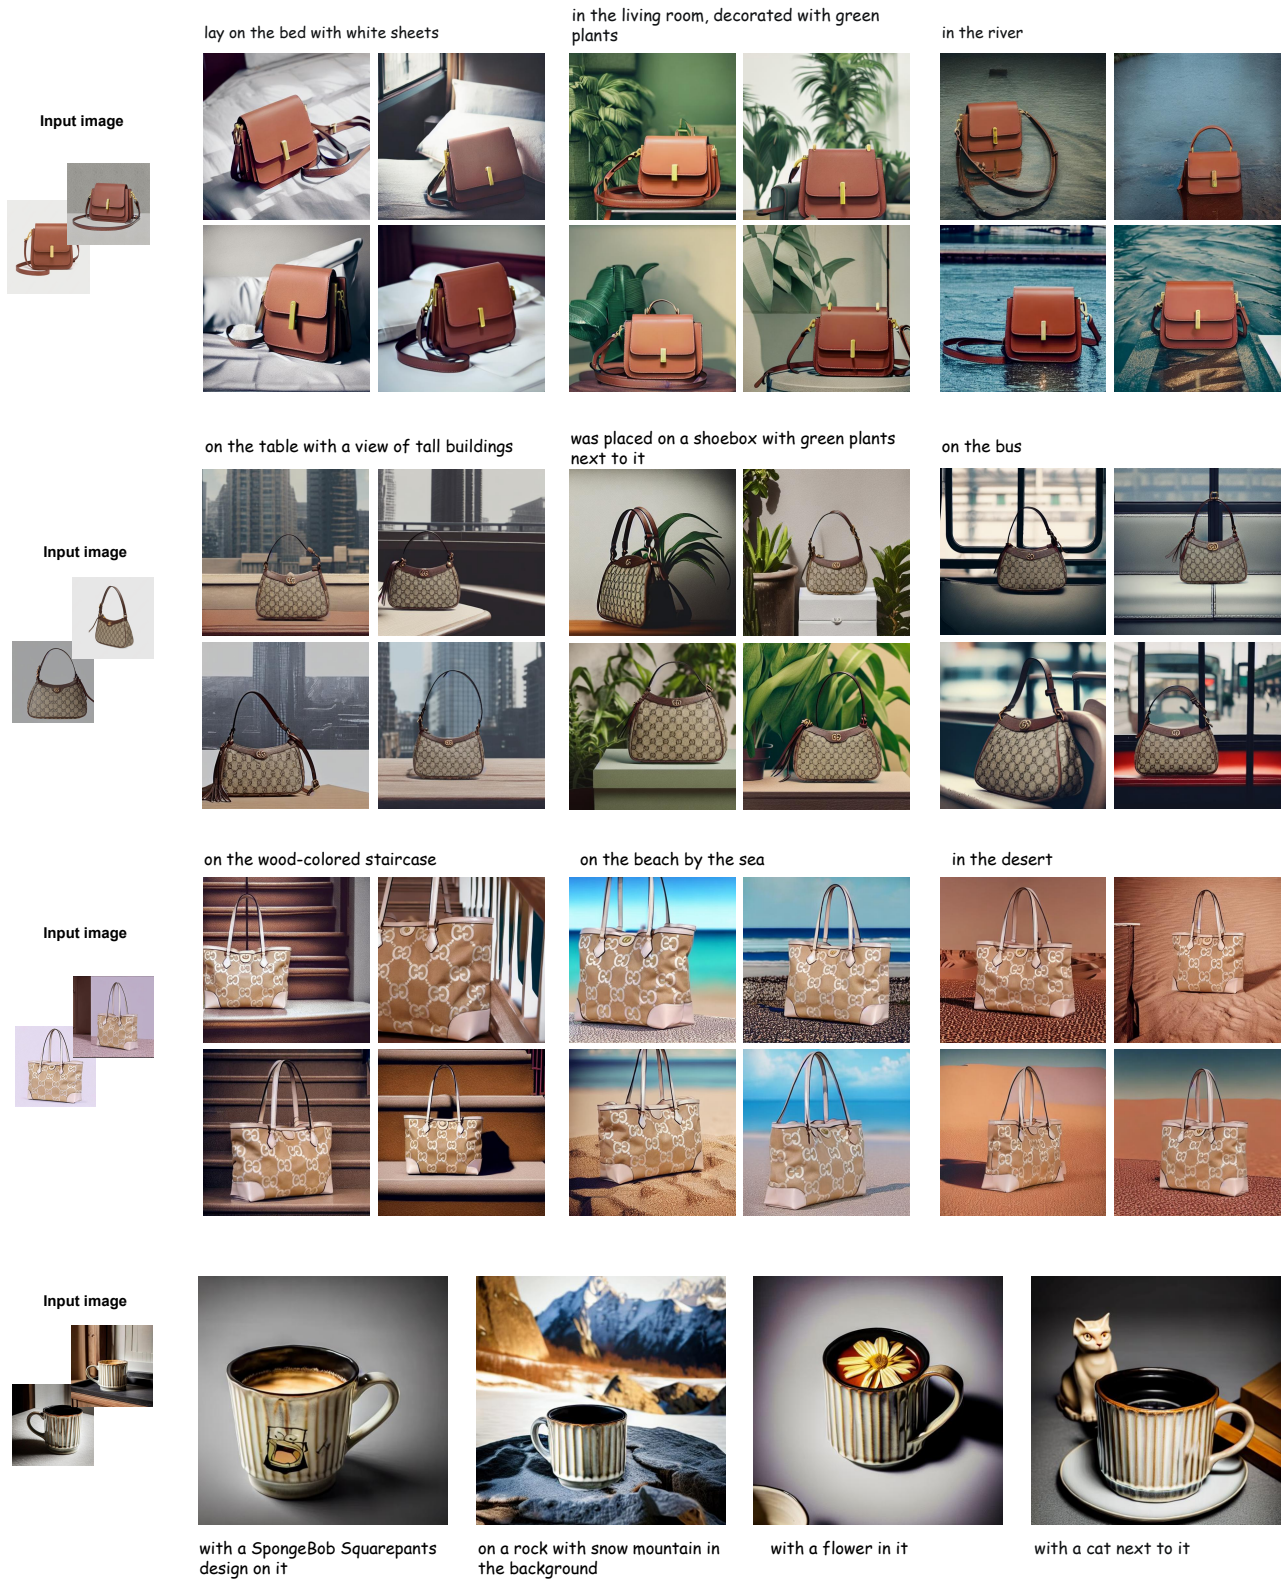 lay on the bed with white sheets
in the living room, decorated with green
plants
in the river
Input image
on the table with a view of tall buildings
was placed on a shoebox with green plants
next to it
on the bus
Input image
on the wood-colored staircase
on the beach by the sea
in the desert
Input image
Input image
with a SpongeBob Squarepants
design on it
on a rock with snow mountain in
the background
with a flower in it
with a cat next to it